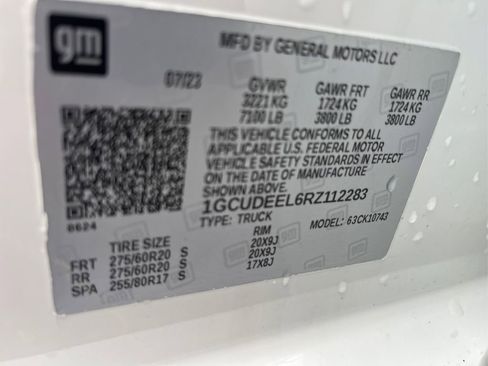 gm
MFD BY GENERAL MOTORS LLC
07/23 GVWR GAWR FRT GAWR RR
3221 KG 1724 KG 1724 KG
7100 LB 3800 LB 3800 LB
THIS VEHICLE CONFORMS TO ALL
APPLICABLE U.S. FEDERAL MOTOR
VEHICLE SAFETY STANDARDS IN EFFECT
ON THE DATE OF MANUFACTURE
SHOWN ABOVE.
1GCUDEEL6RZ112283
6624
TYPE: TRUCK MODEL: 63CK10743
TIRE SIZE RIM
FRT 275/60R20 S 20X9J
RR 275/60R20 S 20X9J
SPA 255/80R17 S 17X8J